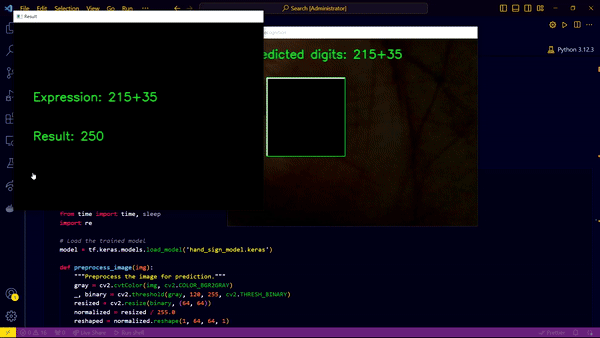 File Edit Selection View Go Run
Search [Administrator]
Result
Expression: 215+35
Result: 250
edicted digits: 215+35
Python 3.12.3
from time import time, sleep
import re
# Load the trained model
model = tf.keras.models.load_model('hand_sign_model.keras')
def preprocess_image(img):
"""Preprocess the image for prediction."""
gray = cv2.cvtColor(img, cv2.COLOR_BGR2GRAY)
_, binary = cv2.threshold(gray, 120, 255, cv2.THRESH_BINARY)
resized = cv2.resize(binary, (64, 64))
normalized = resized / 255.0
reshaped = normalized.reshape(1, 64, 64, 1)
Live Share
Python